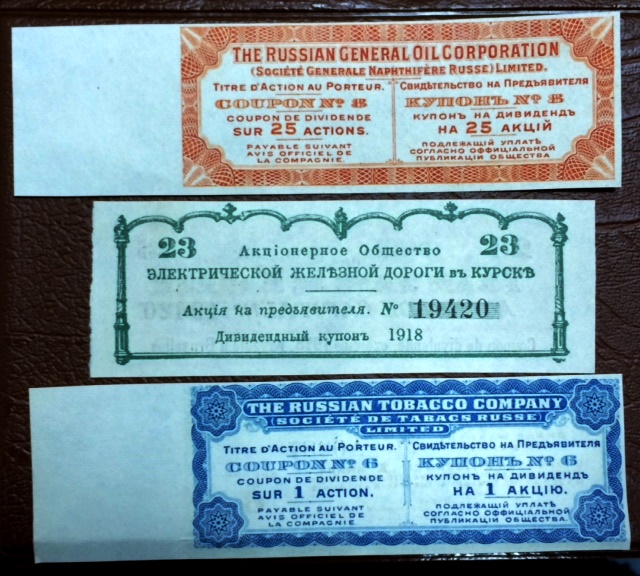 THE RUSSIAN GENERAL OIL CORPORATION
(SOCIÉTÉ GENERALE NAPHTHIFÈRE RUSSE) LIMITED.
TITRE D'ACTION AU PORTEUR. СВИДѢТЕЛЬСТВО НА ПРЕДЪЯВИТЕЛЯ
COUPON № 5 КУПОНЪ № 5
COUPON DE DIVIDENDE КУПОНЪ НА ДИВИДЕНДЪ
SUR 25 ACTIONS. НА 25 АКЦІЙ
PAYABLE SUIVANT ПОДЛЕЖАЩІЙ УПЛАТѢ
AVIS OFFICIEL DE СОГЛАСНО ОФФИЦІАЛЬНОЙ
LA COMPAGNIE. ПУБЛИКАЦІИ ОБЩЕСТВА
23 Акціонерное Общество 23
ЭЛЕКТРИЧЕСКОЙ ЖЕЛѢЗНОЙ ДОРОГИ въ КУРСКѢ
Акція на предъявителя. № 19420
Дивидендный купонъ 1918
THE RUSSIAN TOBACCO COMPANY
(SOCIÉTÉ DE TABACS RUSSE)
LIMITED
TITRE D'ACTION AU PORTEUR. СВИДѢТЕЛЬСТВО НА ПРЕДЪЯВИТЕЛЯ
COUPON № 6 КУПОНЪ № 6
COUPON DE DIVIDENDE КУПОНЪ НА ДИВИДЕНДЪ
SUR 1 ACTION. НА 1 АКЦІЮ.
PAYABLE SUIVANT ПОДЛЕЖАЩІЙ УПЛАТѢ
AVIS OFFICIEL DE СОГЛАСНО ОФФИЦІАЛЬНОЙ
LA COMPAGNIE ПУБЛИКАЦІИ ОБЩЕСТВА.